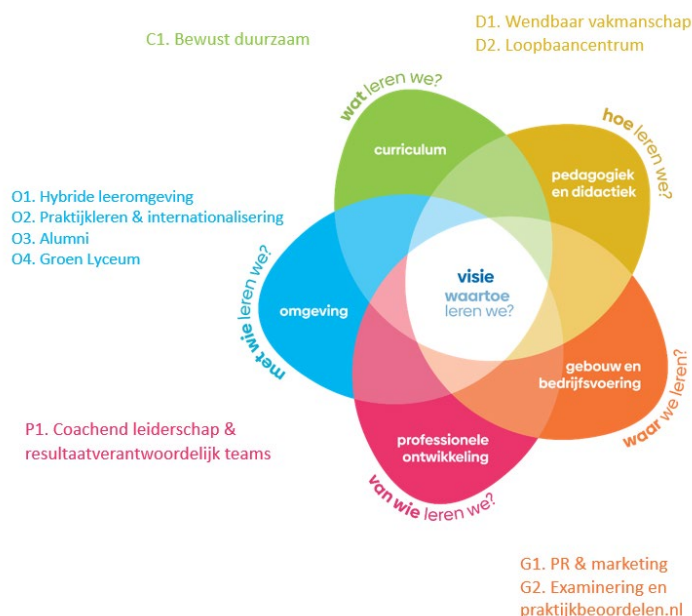 C1. Bewust duurzaam
D1. Wendbaar vakmanschap
D2. Loopbaancentrum
wat leren we?
hoe leren we?
curriculum
pedagogiek
en didactiek
O1. Hybride leeromgeving
O2. Praktijkleren & internationalisering
O3. Alumni
O4. Groen Lyceum
met wie leren we?
omgeving
visie
waartoe
leren we?
gebouw en
bedrijfsvoering
waar we leren?
P1. Coachend leiderschap &
resultaatverantwoordelijk teams
professionele
ontwikkeling
van wie leren we?
G1. PR & marketing
G2. Examinering en
praktijkbeoordelen.nl